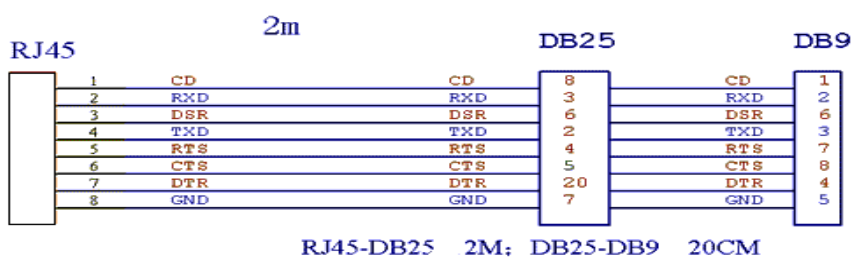 2m
RJ45 DB25 DB9
1 CD CD 8 CD 1
2 RXD RXD 3 RXD 2
3 DSR DSR 6 DSR 6
4 TXD TXD 2 TXD 3
5 RTS RTS 4 RTS 7
6 CTS CTS 5 CTS 8
7 DTR DTR 20 DTR 4
8 GND GND 7 GND 5
RJ45-DB25 2M; DB25-DB9 20CM